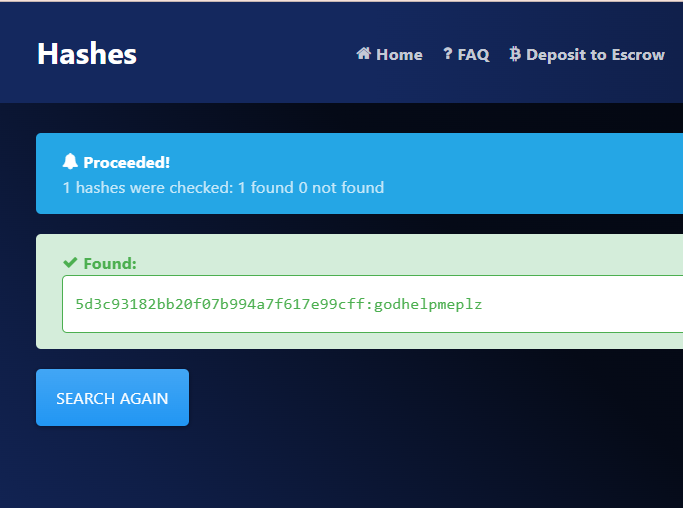 Hashes
Home
? FAQ
Deposit to Escrow
Proceeded!
1 hashes were checked: 1 found 0 not found
Found:
5d3c93182bb20f07b994a7f617e99cff:godhelpmeplz
SEARCH AGAIN